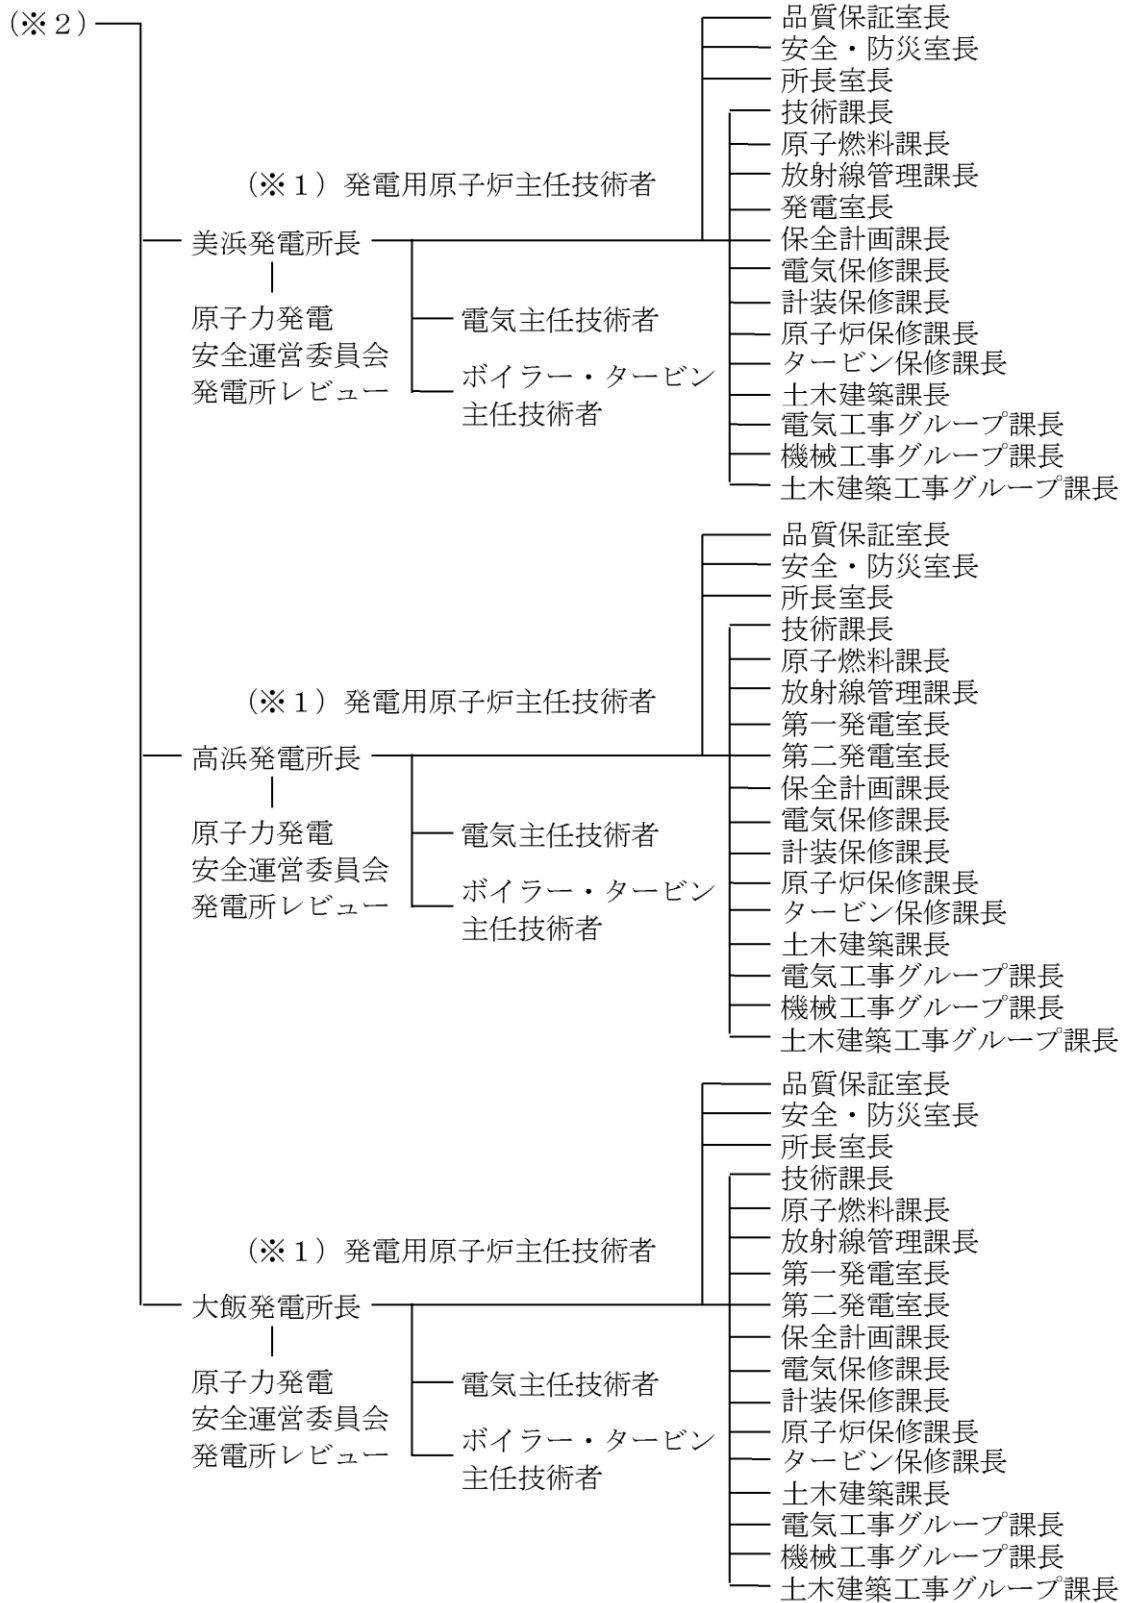 (※２)
品質保証室長
安全・防災室長
所長室長
技術課長
原子燃料課長
放射線管理課長
発電室長
保全計画課長
電気保修課長
計装保修課長
原子炉保修課長
タービン保修課長
土木建築課長
電気工事グループ課長
機械工事グループ課長
土木建築工事グループ課長
(※１) 発電用原子炉主任技術者
美浜発電所長
原子力発電
安全運営委員会
発電所レビュー
電気主任技術者
ボイラー・タービン
主任技術者
品質保証室長
安全・防災室長
所長室長
技術課長
原子燃料課長
放射線管理課長
第一発電室長
第二発電室長
保全計画課長
電気保修課長
計装保修課長
原子炉保修課長
タービン保修課長
土木建築課長
電気工事グループ課長
機械工事グループ課長
土木建築工事グループ課長
(※１) 発電用原子炉主任技術者
高浜発電所長
原子力発電
安全運営委員会
発電所レビュー
電気主任技術者
ボイラー・タービン
主任技術者
品質保証室長
安全・防災室長
所長室長
技術課長
原子燃料課長
放射線管理課長
第一発電室長
第二発電室長
保全計画課長
電気保修課長
計装保修課長
原子炉保修課長
タービン保修課長
土木建築課長
電気工事グループ課長
機械工事グループ課長
土木建築工事グループ課長
(※１) 発電用原子炉主任技術者
大飯発電所長
原子力発電
安全運営委員会
発電所レビュー
電気主任技術者
ボイラー・タービン
主任技術者